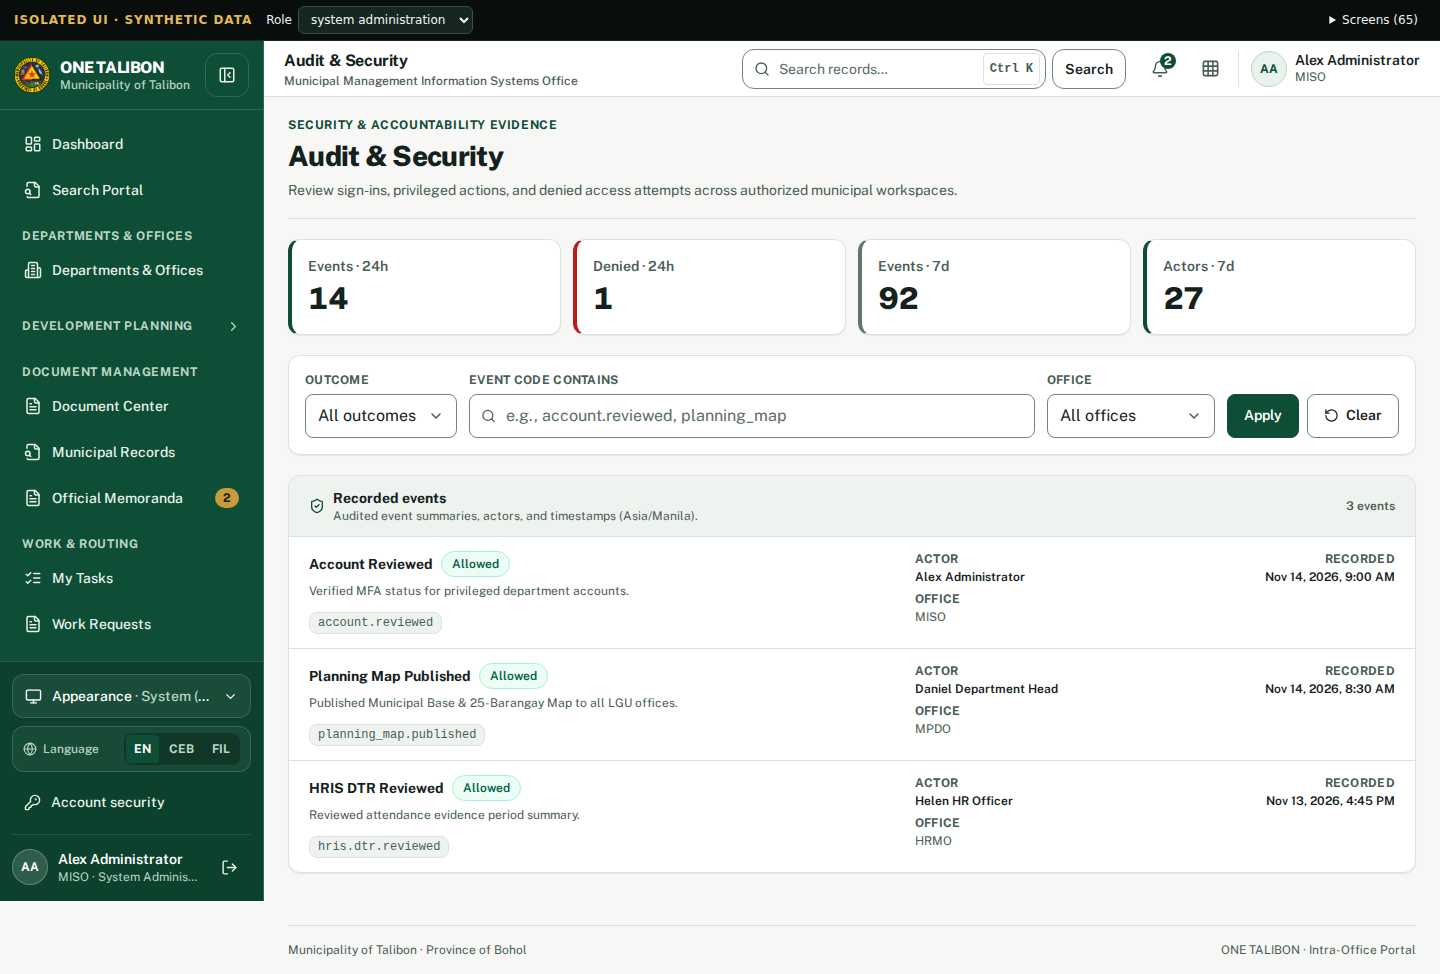 ISOLATED UI · SYNTHETIC DATA
Role
system administration
Screens (65)
ONE TALIBON
Municipality of Talibon
Audit & Security
Municipal Management Information Systems Office
Search records...
Ctrl K
Search
2
AA
Alex Administrator
MISO
Dashboard
Search Portal
DEPARTMENTS & OFFICES
Departments & Offices
DEVELOPMENT PLANNING
DOCUMENT MANAGEMENT
Document Center
Municipal Records
Official Memoranda
2
WORK & ROUTING
My Tasks
Work Requests
Appearance · System (...
Language
EN
CEB
FIL
Account security
AA
Alex Administrator
MISO · System Adminis...
SECURITY & ACCOUNTABILITY EVIDENCE
Audit & Security
Review sign-ins, privileged actions, and denied access attempts across authorized municipal workspaces.
Events · 24h
14
Denied · 24h
1
Events · 7d
92
Actors · 7d
27
OUTCOME
All outcomes
EVENT CODE CONTAINS
e.g., account.reviewed, planning_map
OFFICE
All offices
Apply
Clear
Recorded events
Audited event summaries, actors, and timestamps (Asia/Manila).
3 events
Account Reviewed
Allowed
Verified MFA status for privileged department accounts.
account.reviewed
ACTOR
Alex Administrator
OFFICE
MISO
RECORDED
Nov 14, 2026, 9:00 AM
Planning Map Published
Allowed
Published Municipal Base & 25-Barangay Map to all LGU offices.
planning_map.published
ACTOR
Daniel Department Head
OFFICE
MPDO
RECORDED
Nov 14, 2026, 8:30 AM
HRIS DTR Reviewed
Allowed
Reviewed attendance evidence period summary.
hris.dtr.reviewed
ACTOR
Helen HR Officer
OFFICE
HRMO
RECORDED
Nov 13, 2026, 4:45 PM
Municipality of Talibon · Province of Bohol
ONE TALIBON · Intra-Office Portal